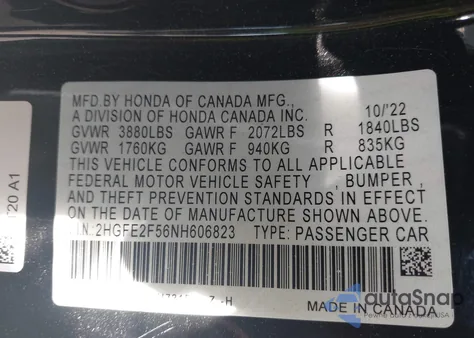 MFD.BY HONDA OF CANADA MFG.,
A DIVISION OF HONDA CANADA INC. 10/'22
GVWR 3880LBS GAWR F 2072LBS R 1840LBS
GVWR 1760KG GAWR F 940KG R 835KG
THIS VEHICLE CONFORMS TO ALL APPLICABLE
FEDERAL MOTOR VEHICLE SAFETY , BUMPER ,
AND THEFT PREVENTION STANDARDS IN EFFECT
ON THE DATE OF MANUFACTURE SHOWN ABOVE.
2HGFE2F56NH606823 TYPE: PASSENGER CAR
MADE IN CANADA
T20 A1
autoSnap